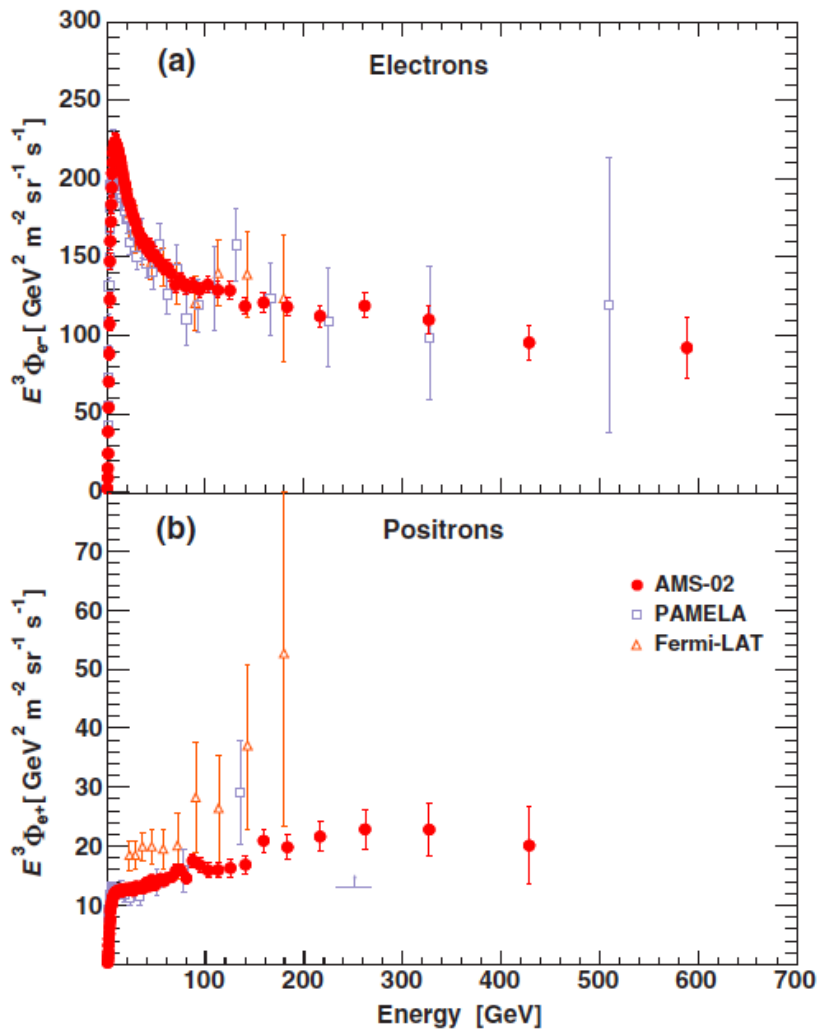 300
250
200
150
100
50
0
E³Φe-[ GeV² m⁻² sr⁻¹ s⁻¹ ]
(a)
Electrons
70
60
50
40
30
20
10
E³Φe+[ GeV² m⁻² sr⁻¹ s⁻¹ ]
(b)
Positrons
AMS-02
PAMELA
Fermi-LAT
100 200 300 400 500 600 700
Energy [GeV]